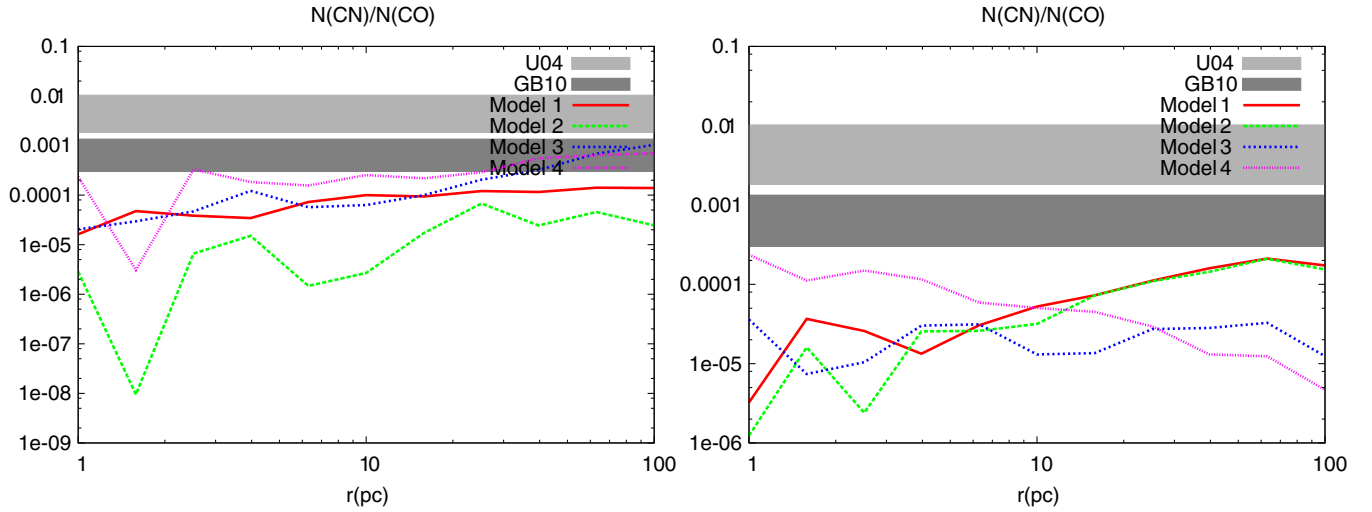 N(CN)/N(CO)
0.1
0.01
0.001
0.0001
1e-05
1e-06
1e-07
1e-08
1e-09
1
10
100
r(pc)
U04
GB10
Model 1
Model 2
Model 3
Model 4
N(CN)/N(CO)
0.1
0.01
0.001
0.0001
1e-05
1e-06
1
10
100
r(pc)
U04
GB10
Model 1
Model 2
Model 3
Model 4